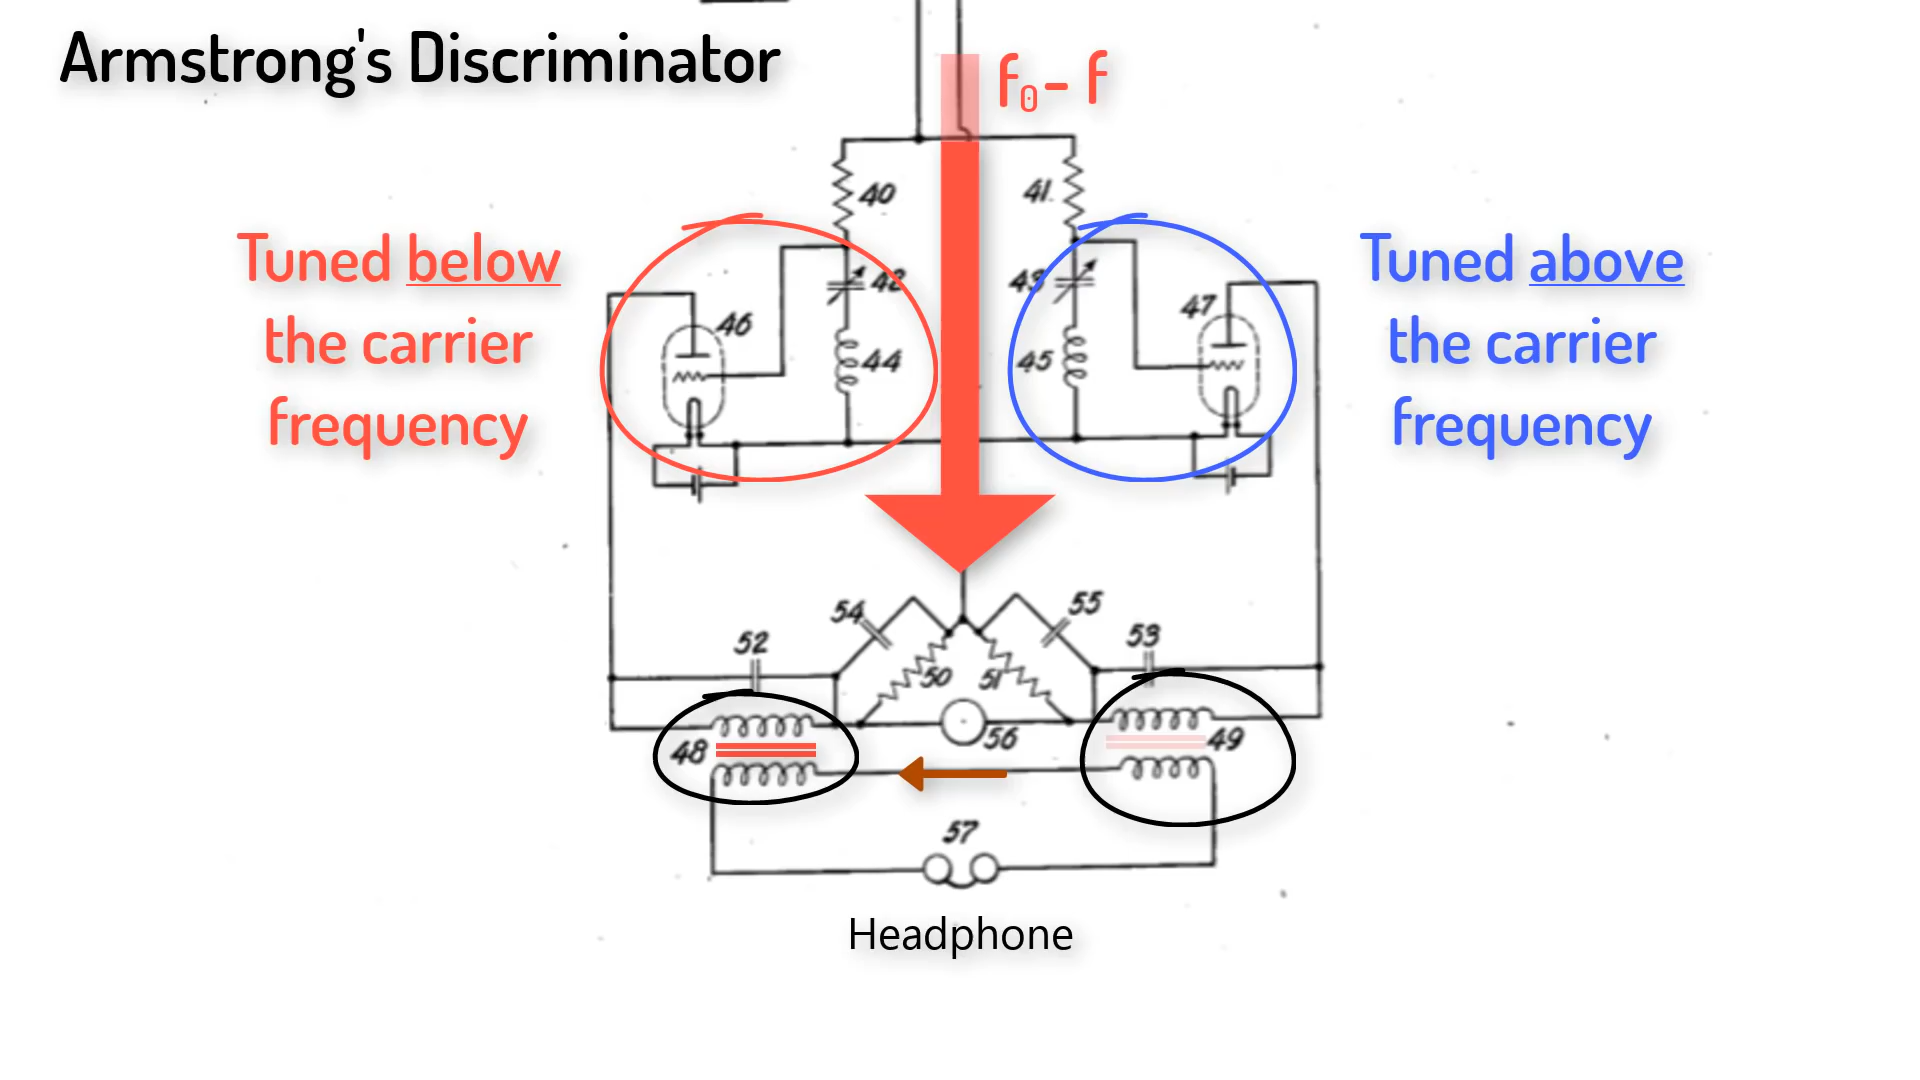 Armstrong's Discriminator
f₀ - f
40
41
Tuned below
the carrier
frequency
Tuned above
the carrier
frequency
42
43
46
47
44
45
54
55
52
53
50
51
48
56
49
57
Headphone